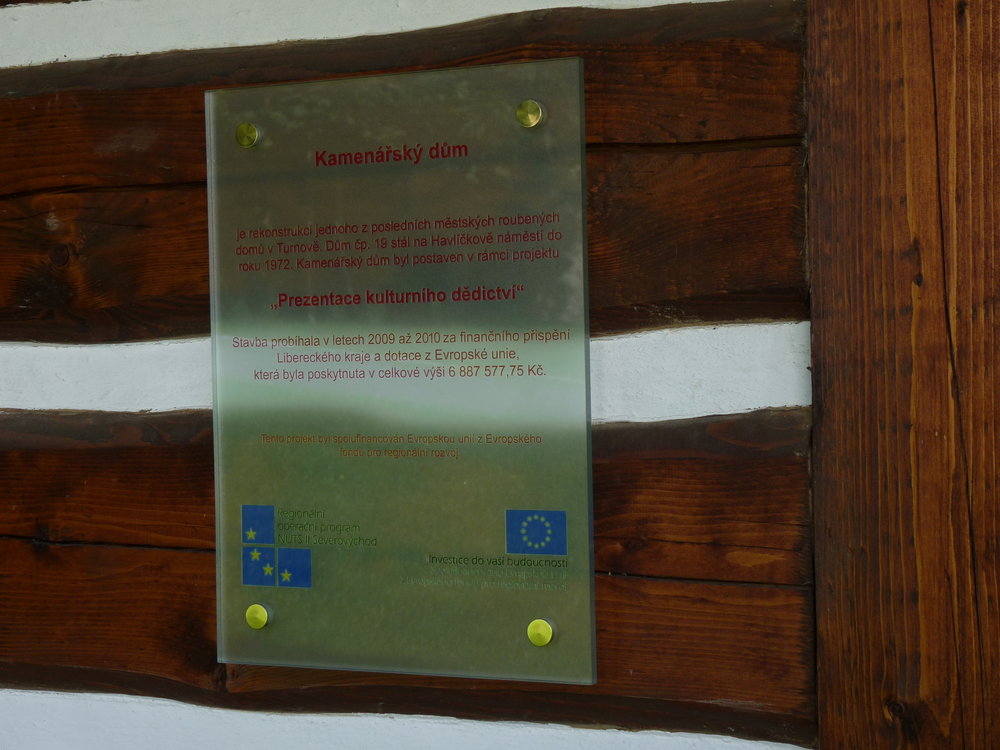 Kamenářský dům
je rekonstrukcí jednoho z posledních městských roubených
domů v Turnově. Dům čp. 19 stál na Havlíčkově náměstí do
roku 1972. Kamenářský dům byl postaven v rámci projektu
„Prezentace kulturního dědictví“
Stavba probíhala v letech 2009 až 2010 za finančního přispění
Libereckého kraje a dotace z Evropské unie,
která byla poskytnuta v celkové výši 6 887 577,75 Kč.
Tento projekt byl spolufinancován Evropskou unií z Evropského
fondu pro regionální rozvoj
Regionální
operační program
NUTS II Severovýchod
Investice do vaší budoucnosti